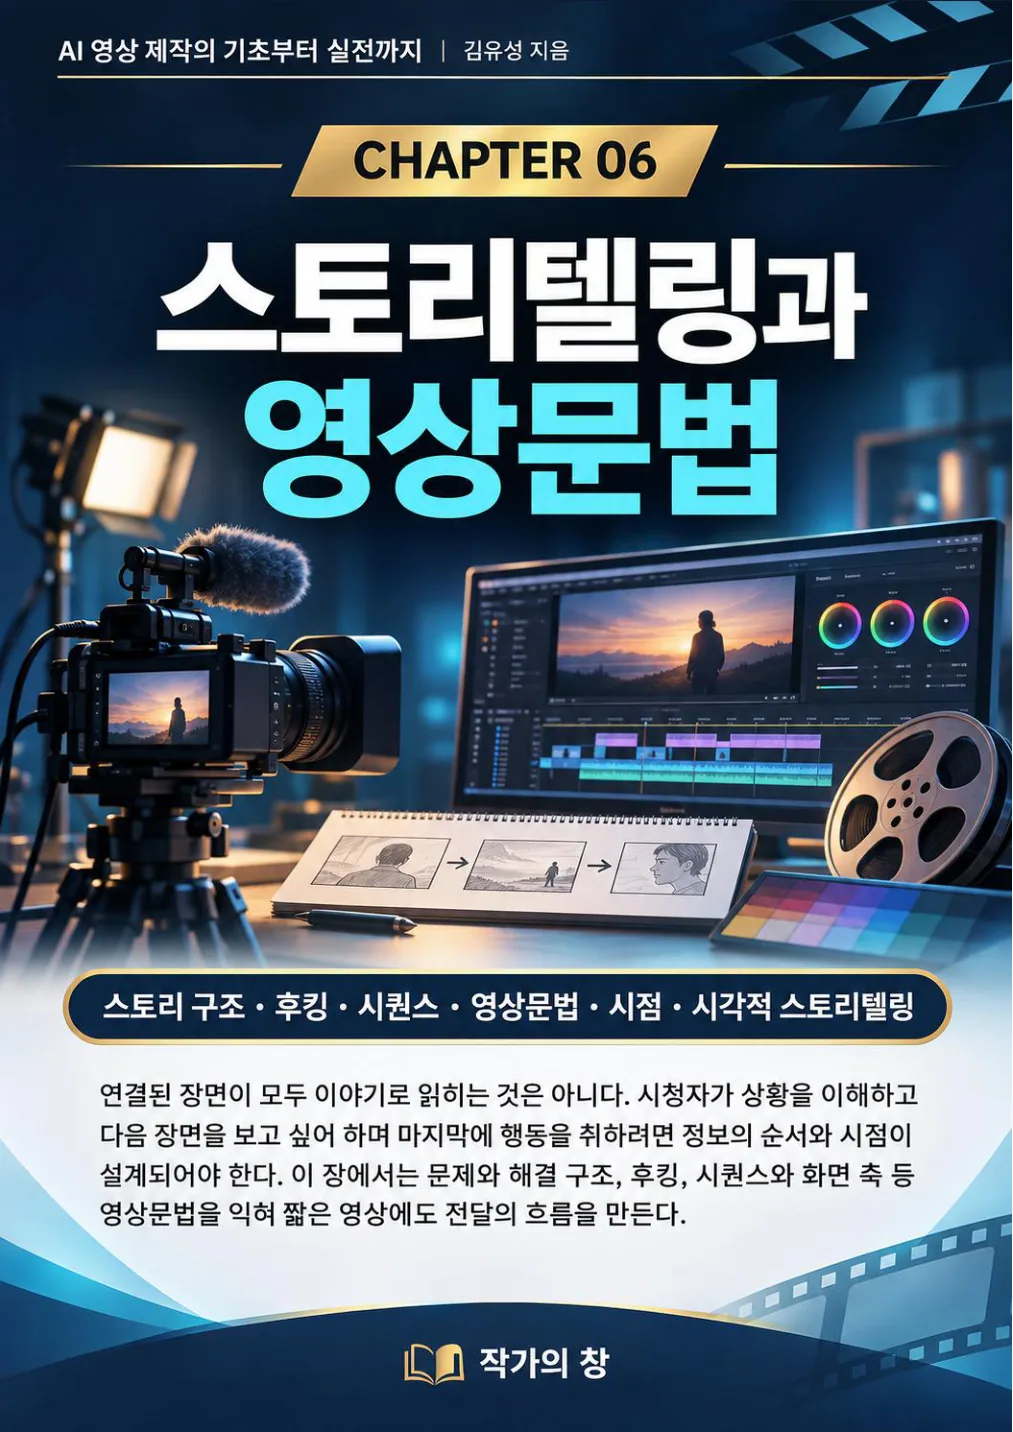 AI 영상 제작의 기초부터 실전까지 | 김유성 지음
CHAPTER 06
스토리텔링과
영상문법
스토리 구조 · 후킹 · 시퀀스 · 영상문법 · 시점 · 시각적 스토리텔링
연결된 장면이 모두 이야기로 읽히는 것은 아니다. 시청자가 상황을 이해하고
다음 장면을 보고 싶어 하며 마지막에 행동을 취하려면 정보의 순서와 시점이
설계되어야 한다. 이 장에서는 문제와 해결 구조, 후킹, 시퀀스와 화면 축 등
영상문법을 익혀 짧은 영상에도 전달의 흐름을 만든다.
작가의 창